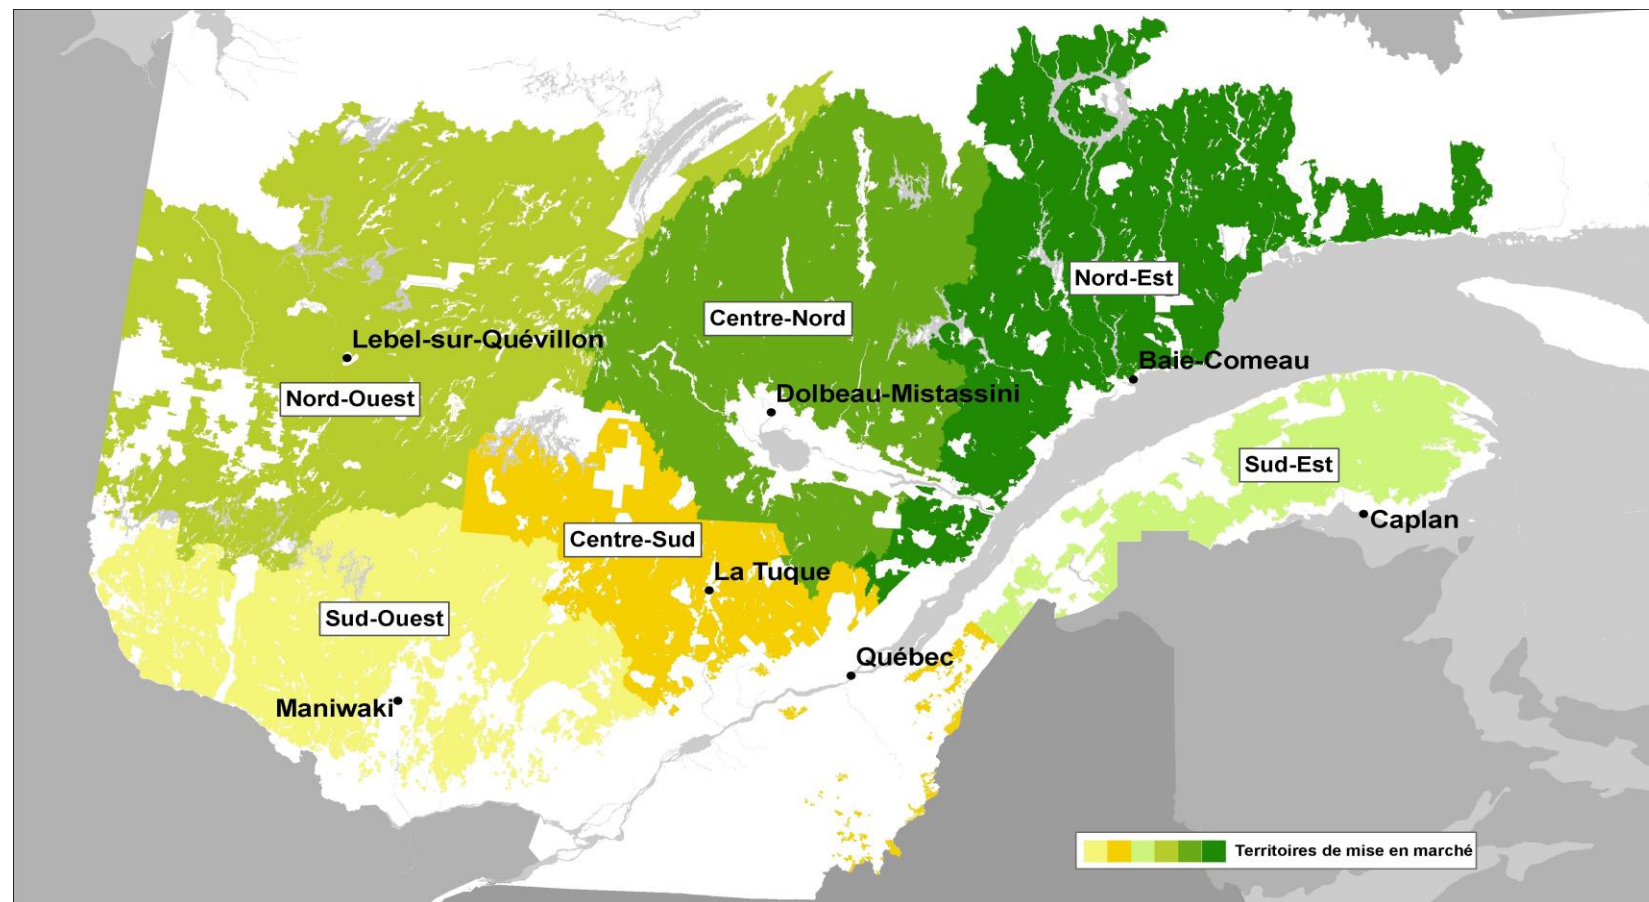 Nord-Est
Centre-Nord
Lebel-sur-Quévillon
Baie-Comeau
Nord-Ouest
Dolbeau-Mistassini
Sud-Est
Caplan
Centre-Sud
La Tuque
Sud-Ouest
Québec
Maniwaki
Territoires de mise en marché